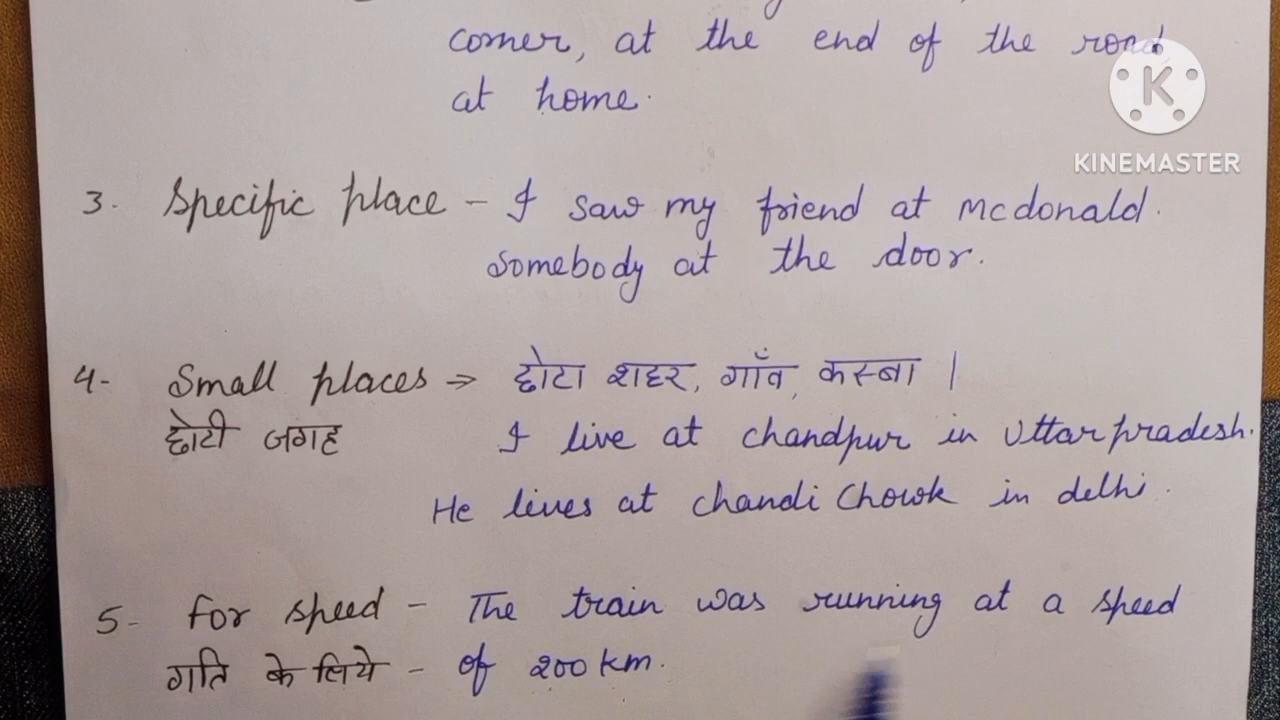 corner, at the end of the road
at home.
3. Specific place - I saw my friend at mcdonald.
Somebody at the door.
4- Small places → छोटा शहर, गाँव, कस्बा |
छोटी जगह I live at chandpur in Uttar pradesh.
He lives at chandi Chowk in delhi.
5- For speed - The train was running at a speed
गति के लिये - of 200 km.
K
KINEMASTER